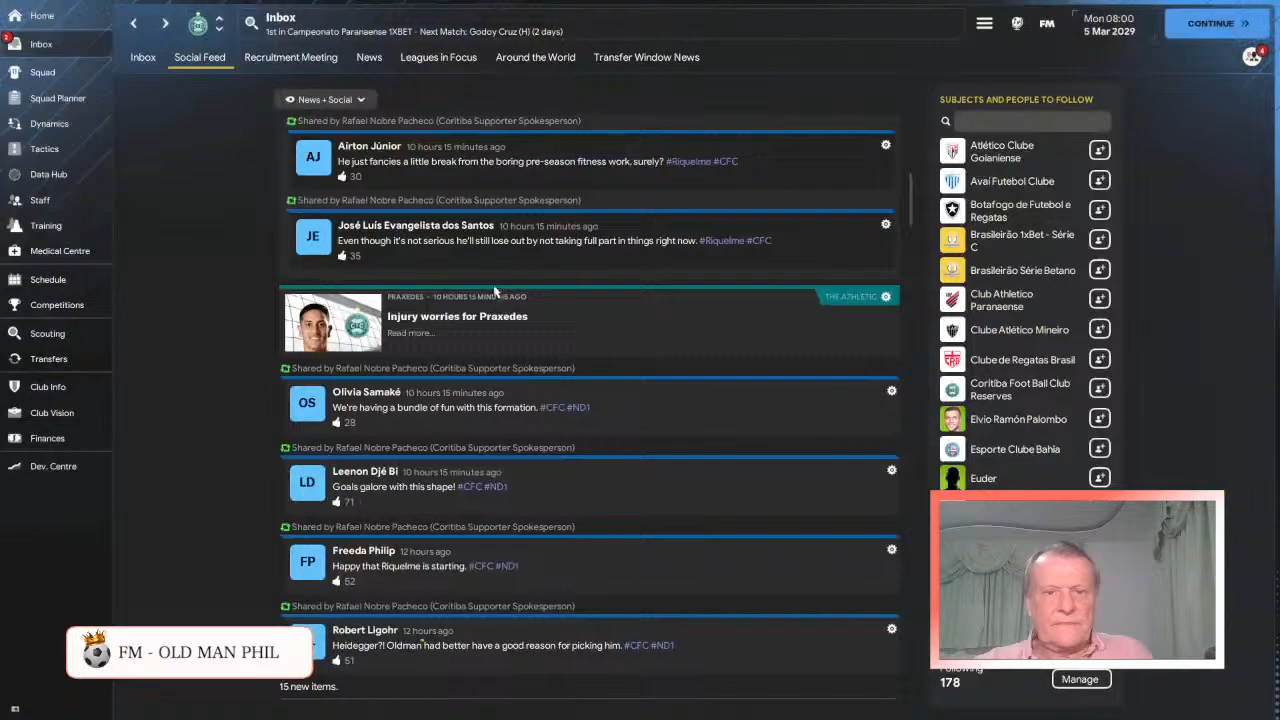 Home
2
Inbox
Squad
Squad Planner
Dynamics
Tactics
Data Hub
Staff
Training
Medical Centre
Schedule
Competitions
Scouting
Transfers
Club Info
Club Vision
Finances
Dev. Centre
Inbox
1st in Campeonato Paranaense 1XBET - Next Match: Godoy Cruz (H) (2 days)
FM
Mon 08:00
5 Mar 2029
CONTINUE
4
Inbox
Social Feed
Recruitment Meeting
News
Leagues in Focus
Around the World
Transfer Window News
News + Social
Shared by Rafael Nobre Pacheco (Coritiba Supporter Spokesperson)
AJ
Aírton Júnior 10 hours 15 minutes ago
He just fancies a little break from the boring pre-season fitness work, surely? #Riquelme #CFC
30
Shared by Rafael Nobre Pacheco (Coritiba Supporter Spokesperson)
JE
José Luís Evangelista dos Santos 10 hours 15 minutes ago
Even though it's not serious he'll still lose out by not taking full part in things right now. #Riquelme #CFC
35
PRAXEDES - 10 HOURS 15 MINUTES AGO
THE A7HLETIC
Injury worries for Praxedes
Read more...
Shared by Rafael Nobre Pacheco (Coritiba Supporter Spokesperson)
OS
Olivia Samaké 10 hours 15 minutes ago
We're having a bundle of fun with this formation. #CFC #ND1
28
Shared by Rafael Nobre Pacheco (Coritiba Supporter Spokesperson)
LD
Leenon Djé Bi 10 hours 15 minutes ago
Goals galore with this shape! #CFC #ND1
71
Shared by Rafael Nobre Pacheco (Coritiba Supporter Spokesperson)
FP
Freeda Philip 12 hours ago
Happy that Riquelme is starting. #CFC #ND1
52
Shared by Rafael Nobre Pacheco (Coritiba Supporter Spokesperson)
Robert Ligohr 12 hours ago
Heidegger?! Oldman had better have a good reason for picking him. #CFC #ND1
51
15 new items.
SUBJECTS AND PEOPLE TO FOLLOW
Atlético Clube
Goianiense
Avaí Futebol Clube
Botafogo de Futebol e
Regatas
Brasileirão 1xBet - Série
C
Brasileirão Série Betano
Club Athletico
Paranaense
Clube Atlético Mineiro
Clube de Regatas Brasil
Coritiba Foot Ball Club
Reserves
Elvio Ramón Palombo
Esporte Clube Bahia
Euder
178
Manage
FM - OLD MAN PHIL